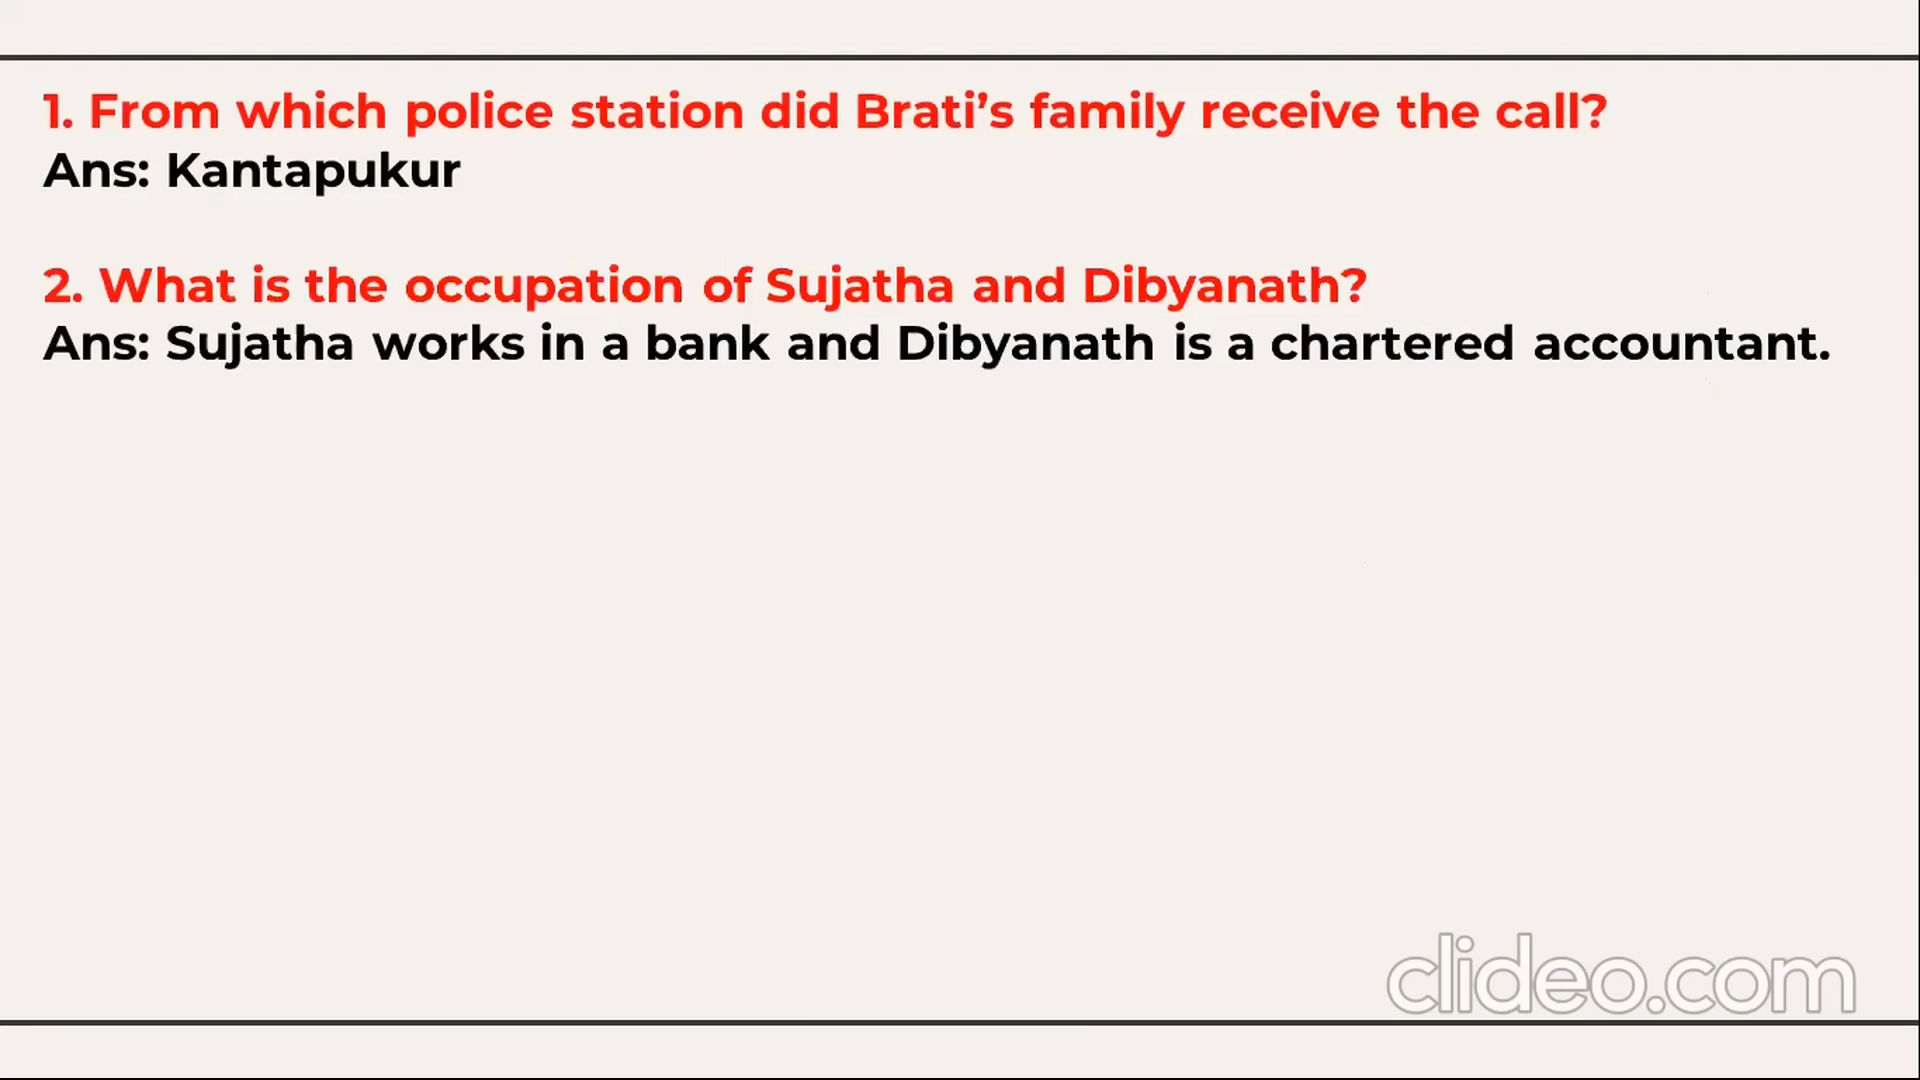 1. From which police station did Brati’s family receive the call?
Ans: Kantapukur
2. What is the occupation of Sujatha and Dibyanath?
Ans: Sujatha works in a bank and Dibyanath is a chartered accountant.
clideo.com